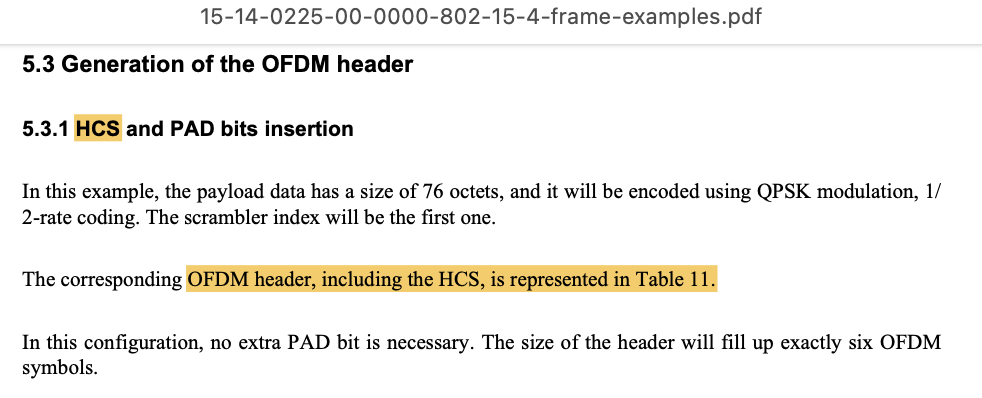 15-14-0225-00-0000-802-15-4-frame-examples.pdf
5.3 Generation of the OFDM header
5.3.1 HCS and PAD bits insertion
In this example, the payload data has a size of 76 octets, and it will be encoded using QPSK modulation, 1/
2-rate coding. The scrambler index will be the first one.
The corresponding OFDM header, including the HCS, is represented in Table 11.
In this configuration, no extra PAD bit is necessary. The size of the header will fill up exactly six OFDM
symbols.